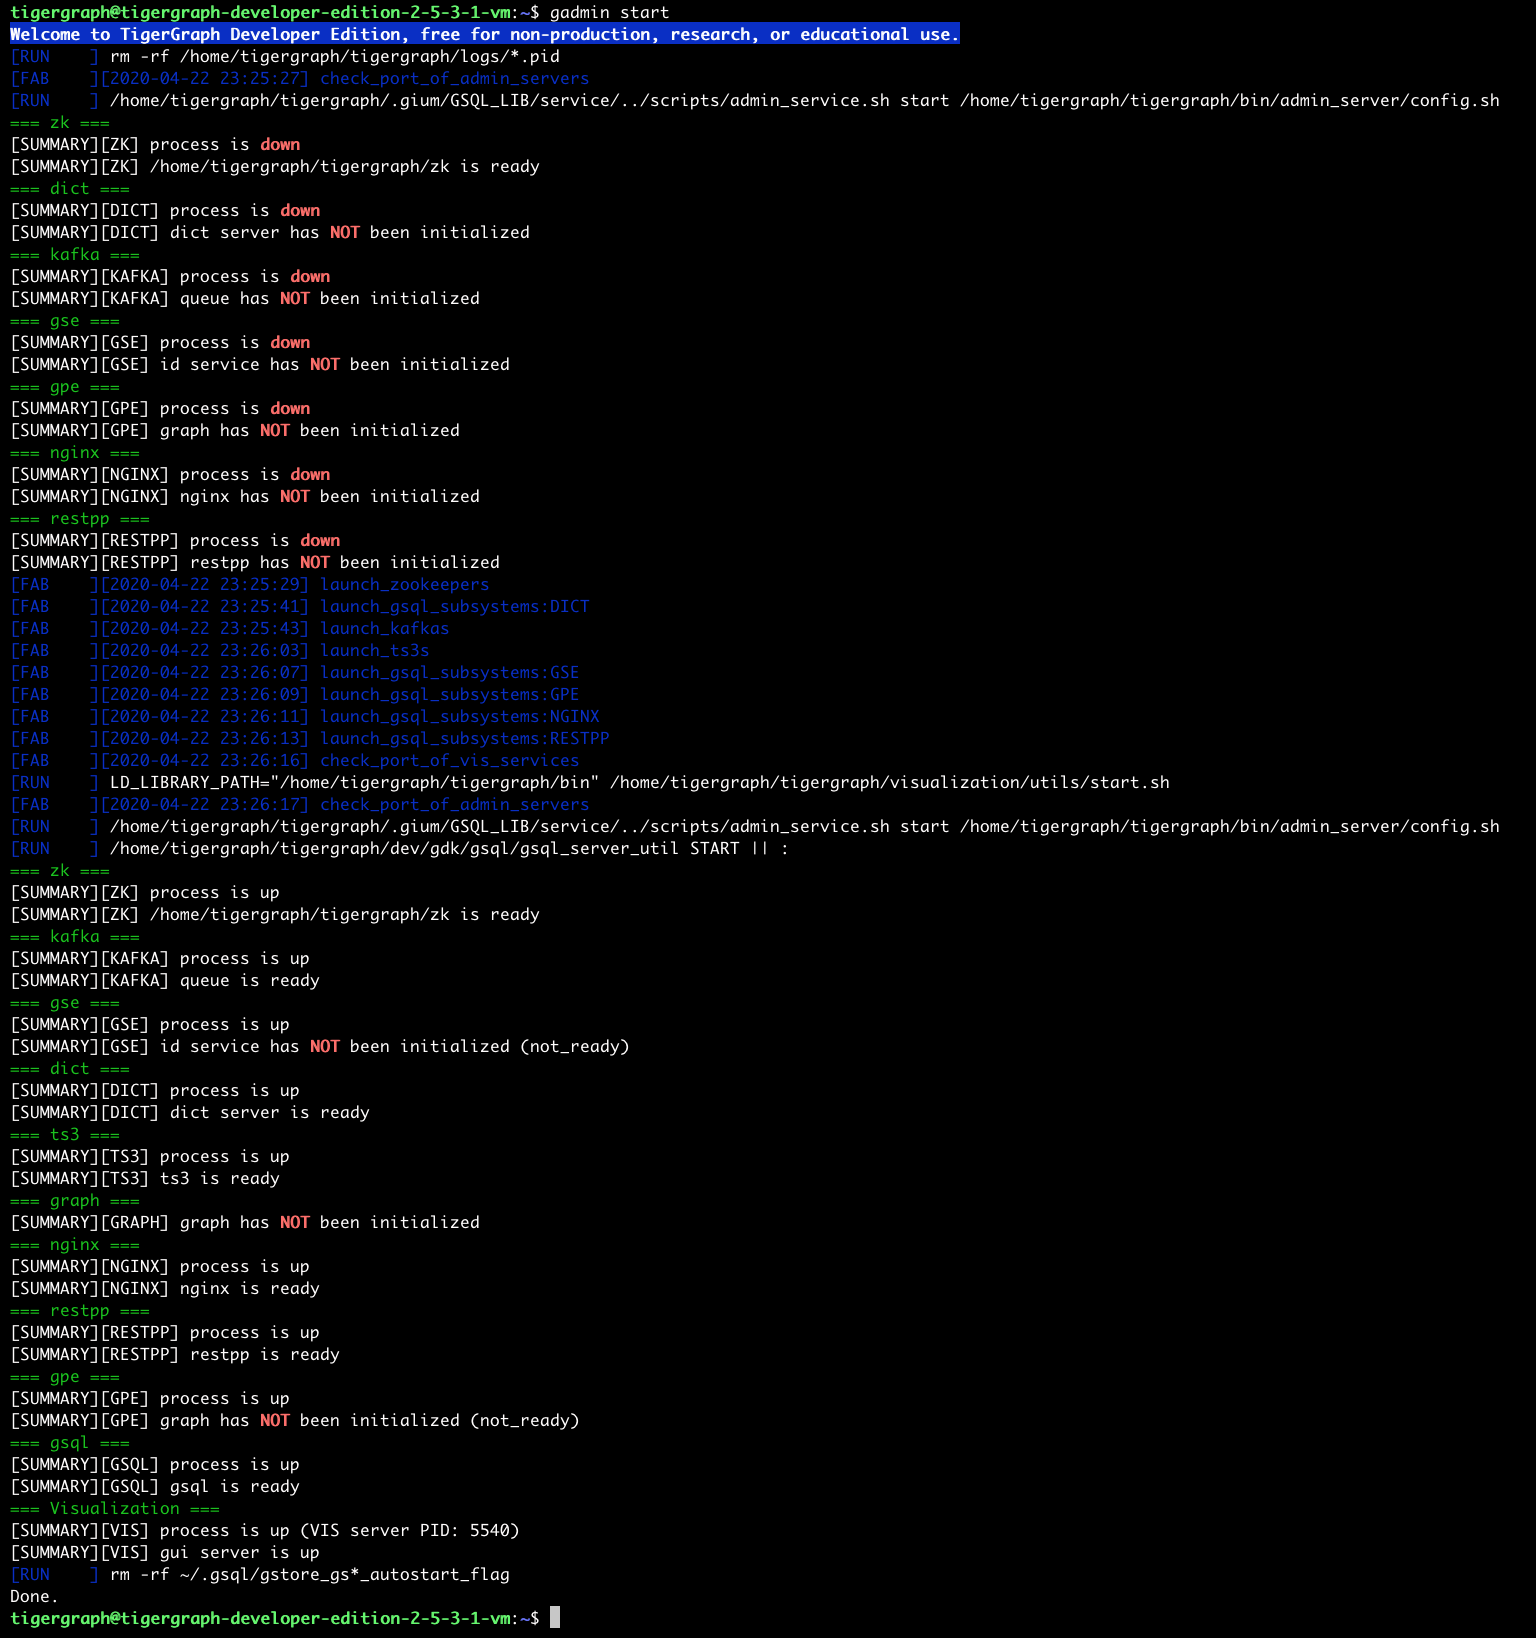 tigergraph@tigergraph-developer-edition-2-5-3-1-vm:~$ gadmin start
Welcome to TigerGraph Developer Edition, free for non-production, research, or educational use.
[RUN    ] rm -rf /home/tigergraph/tigergraph/logs/*.pid
[FAB    ][2020-04-22 23:25:27] check_port_of_admin_servers
[RUN    ] /home/tigergraph/tigergraph/.gium/GSQL_LIB/service/../scripts/admin_service.sh start /home/tigergraph/tigergraph/bin/admin_server/config.sh
=== zk ===
[SUMMARY][ZK] process is down
[SUMMARY][ZK] /home/tigergraph/tigergraph/zk is ready
=== dict ===
[SUMMARY][DICT] process is down
[SUMMARY][DICT] dict server has NOT been initialized
=== kafka ===
[SUMMARY][KAFKA] process is down
[SUMMARY][KAFKA] queue has NOT been initialized
=== gse ===
[SUMMARY][GSE] process is down
[SUMMARY][GSE] id service has NOT been initialized
=== gpe ===
[SUMMARY][GPE] process is down
[SUMMARY][GPE] graph has NOT been initialized
=== nginx ===
[SUMMARY][NGINX] process is down
[SUMMARY][NGINX] nginx has NOT been initialized
=== restpp ===
[SUMMARY][RESTPP] process is down
[SUMMARY][RESTPP] restpp has NOT been initialized
[FAB    ][2020-04-22 23:25:29] launch_zookeepers
[FAB    ][2020-04-22 23:25:41] launch_gsql_subsystems:DICT
[FAB    ][2020-04-22 23:25:43] launch_kafkas
[FAB    ][2020-04-22 23:26:03] launch_ts3s
[FAB    ][2020-04-22 23:26:07] launch_gsql_subsystems:GSE
[FAB    ][2020-04-22 23:26:09] launch_gsql_subsystems:GPE
[FAB    ][2020-04-22 23:26:11] launch_gsql_subsystems:NGINX
[FAB    ][2020-04-22 23:26:13] launch_gsql_subsystems:RESTPP
[FAB    ][2020-04-22 23:26:16] check_port_of_vis_services
[RUN    ] LD_LIBRARY_PATH="/home/tigergraph/tigergraph/bin" /home/tigergraph/tigergraph/visualization/utils/start.sh
[FAB    ][2020-04-22 23:26:17] check_port_of_admin_servers
[RUN    ] /home/tigergraph/tigergraph/.gium/GSQL_LIB/service/../scripts/admin_service.sh start /home/tigergraph/tigergraph/bin/admin_server/config.sh
[RUN    ] /home/tigergraph/tigergraph/dev/gdk/gsql/gsql_server_util START || :
=== zk ===
[SUMMARY][ZK] process is up
[SUMMARY][ZK] /home/tigergraph/tigergraph/zk is ready
=== kafka ===
[SUMMARY][KAFKA] process is up
[SUMMARY][KAFKA] queue is ready
=== gse ===
[SUMMARY][GSE] process is up
[SUMMARY][GSE] id service has NOT been initialized (not_ready)
=== dict ===
[SUMMARY][DICT] process is up
[SUMMARY][DICT] dict server is ready
=== ts3 ===
[SUMMARY][TS3] process is up
[SUMMARY][TS3] ts3 is ready
=== graph ===
[SUMMARY][GRAPH] graph has NOT been initialized
=== nginx ===
[SUMMARY][NGINX] process is up
[SUMMARY][NGINX] nginx is ready
=== restpp ===
[SUMMARY][RESTPP] process is up
[SUMMARY][RESTPP] restpp is ready
=== gpe ===
[SUMMARY][GPE] process is up
[SUMMARY][GPE] graph has NOT been initialized (not_ready)
=== gsql ===
[SUMMARY][GSQL] process is up
[SUMMARY][GSQL] gsql is ready
=== Visualization ===
[SUMMARY][VIS] process is up (VIS server PID: 5540)
[SUMMARY][VIS] gui server is up
[RUN    ] rm -rf ~/.gsql/gstore_gs*_autostart_flag
Done.
tigergraph@tigergraph-developer-edition-2-5-3-1-vm:~$